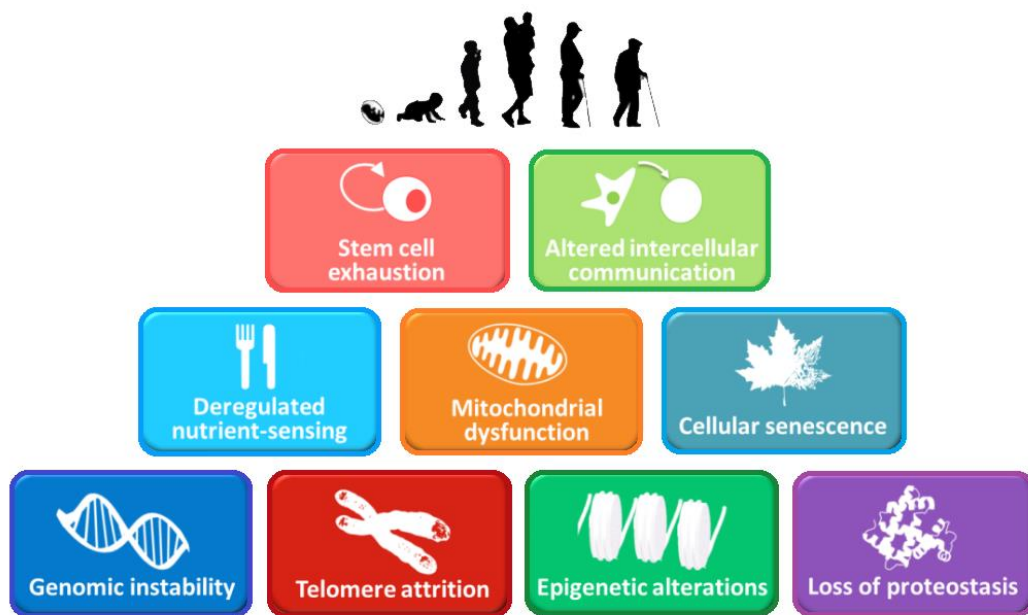 Stem cell
exhaustion
Altered intercellular
communication
Deregulated
nutrient-sensing
Mitochondrial
dysfunction
Cellular senescence
Genomic instability
Telomere attrition
Epigenetic alterations
Loss of proteostasis